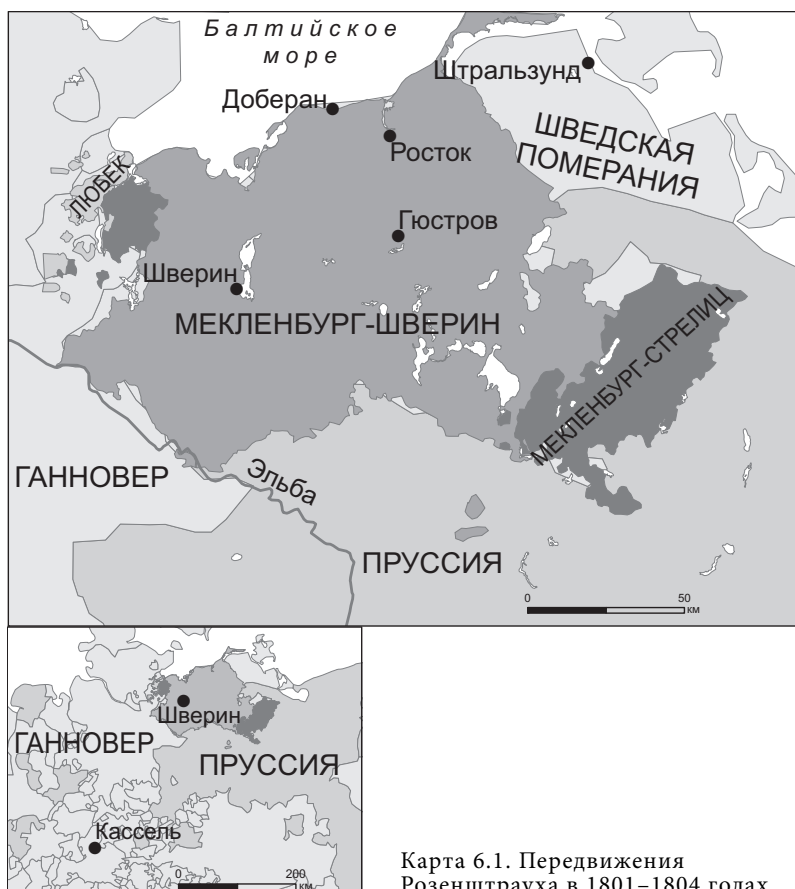 Балтийское
море
Штральзунд
Доберан
ШВЕДСКАЯ
ПОМЕРАНИЯ
Росток
ЛЮБЕК
Гюстров
Шверин
МЕКЛЕНБУРГ-ШВЕРИН
МЕКЛЕНБУРГ-СТРЕЛИЦ
ГАННОВЕР
Эльба
ПРУССИЯ
0 50
км
Шверин
ГАННОВЕР
ПРУССИЯ
Кассель
0 200
км
Карта 6.1. Передвижения
Розенштрауха в 1801–1804 годах